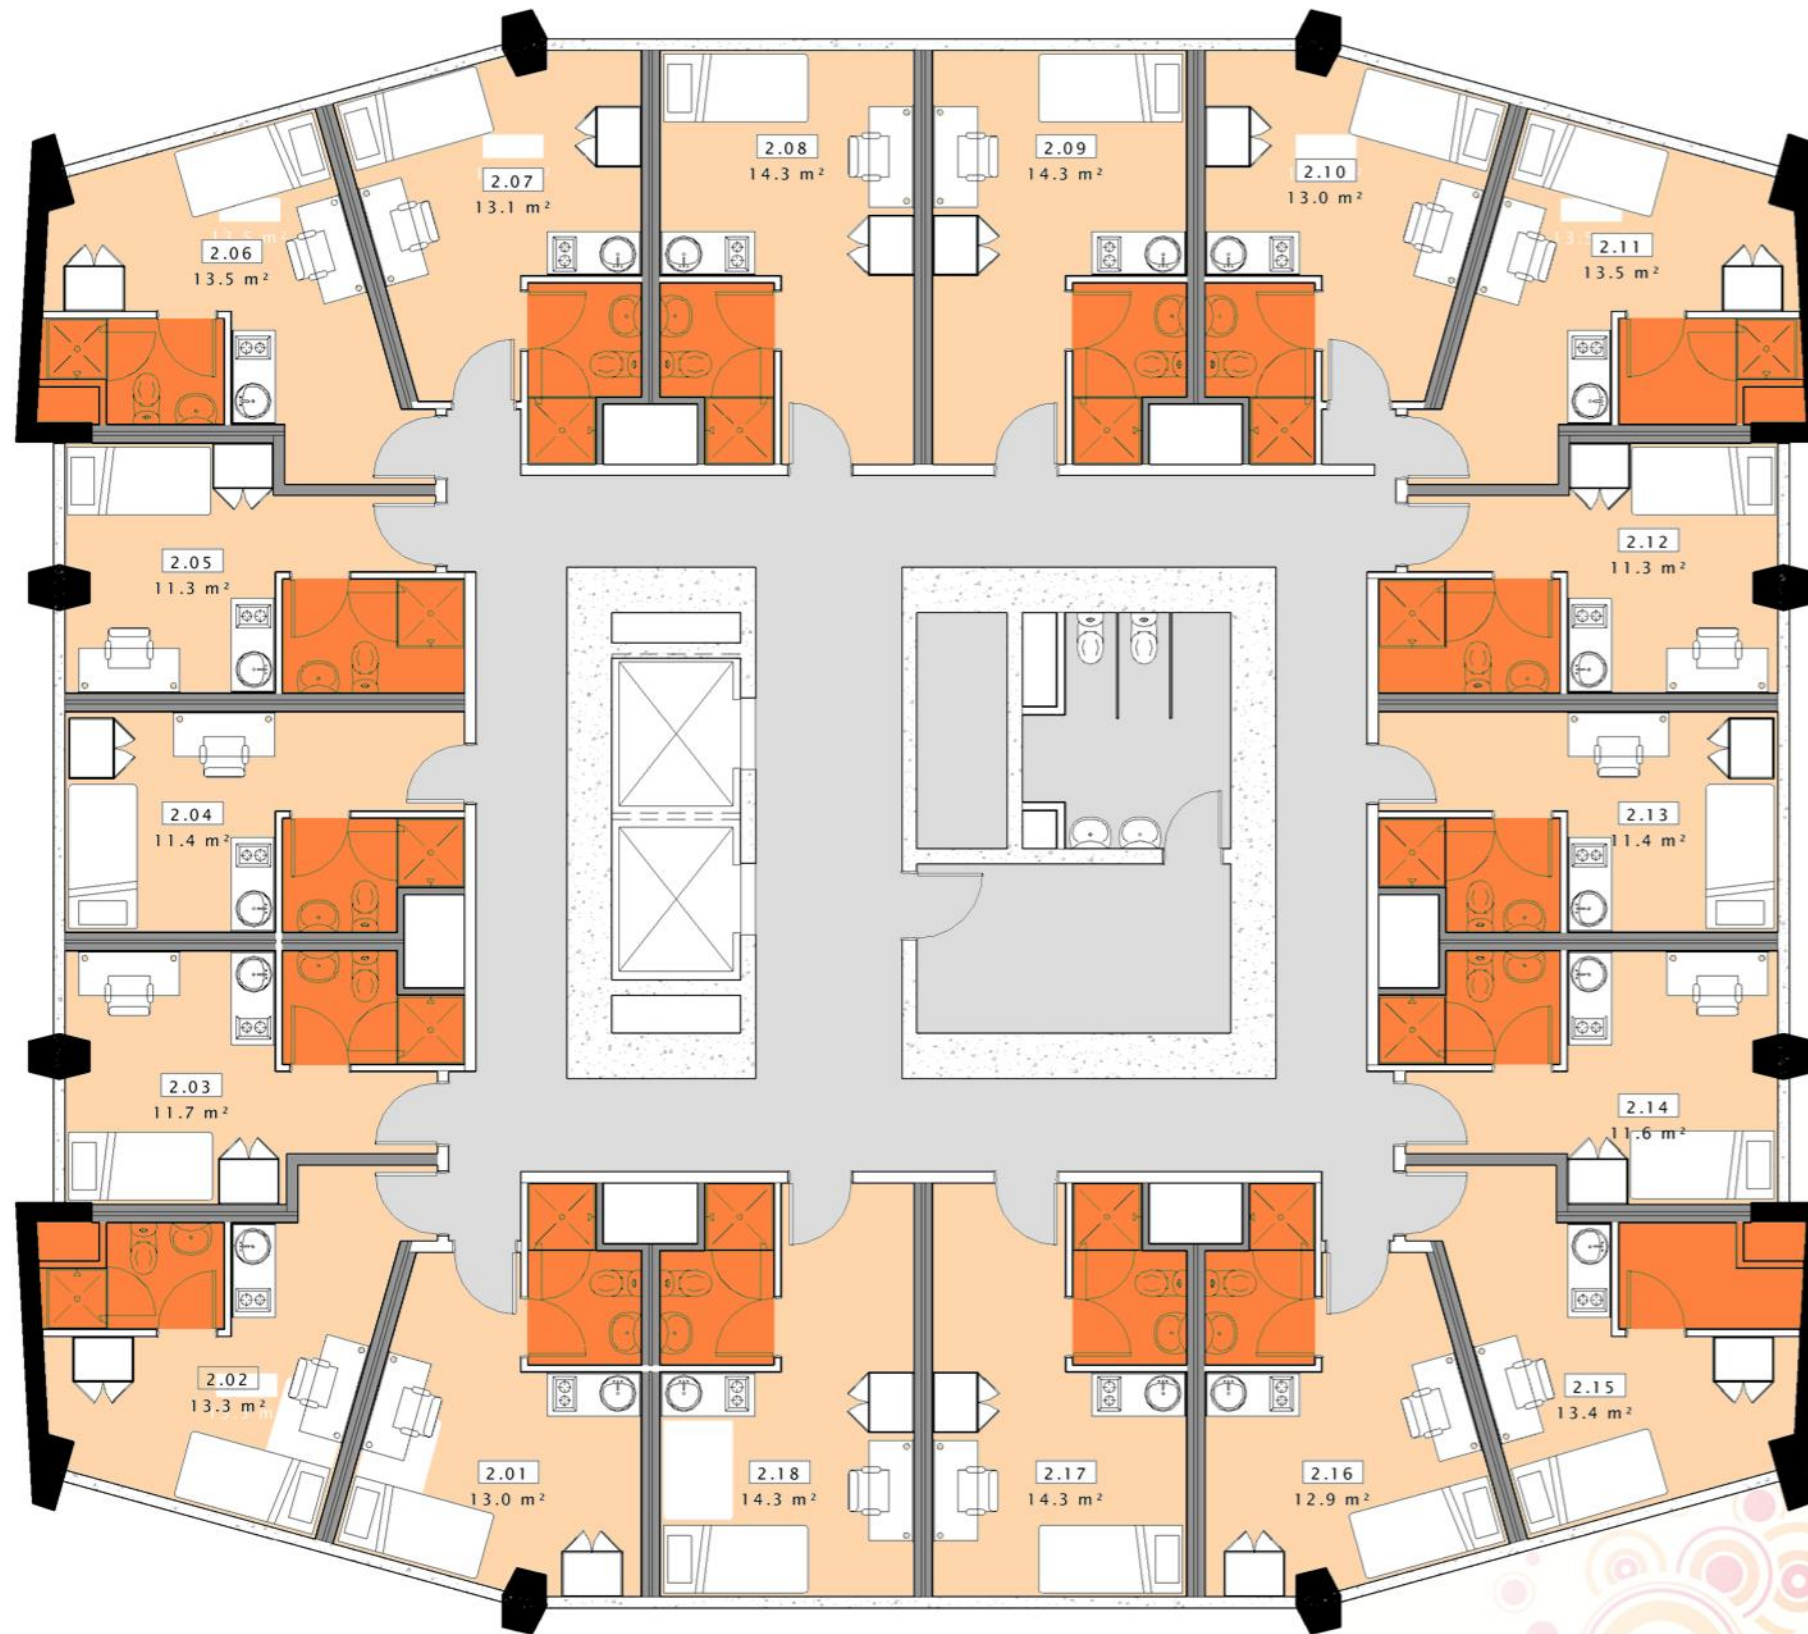 2.08
14.3 m²
2.09
14.3 m²
2.07
13.1 m²
2.10
13.0 m²
2.06
13.5 m²
2.11
13.5 m²
2.05
11.3 m²
2.12
11.3 m²
2.04
11.4 m²
2.13
11.4 m²
2.03
11.7 m²
2.14
11.6 m²
2.02
13.3 m²
2.15
13.4 m²
2.01
13.0 m²
2.18
14.3 m²
2.17
14.3 m²
2.16
12.9 m²